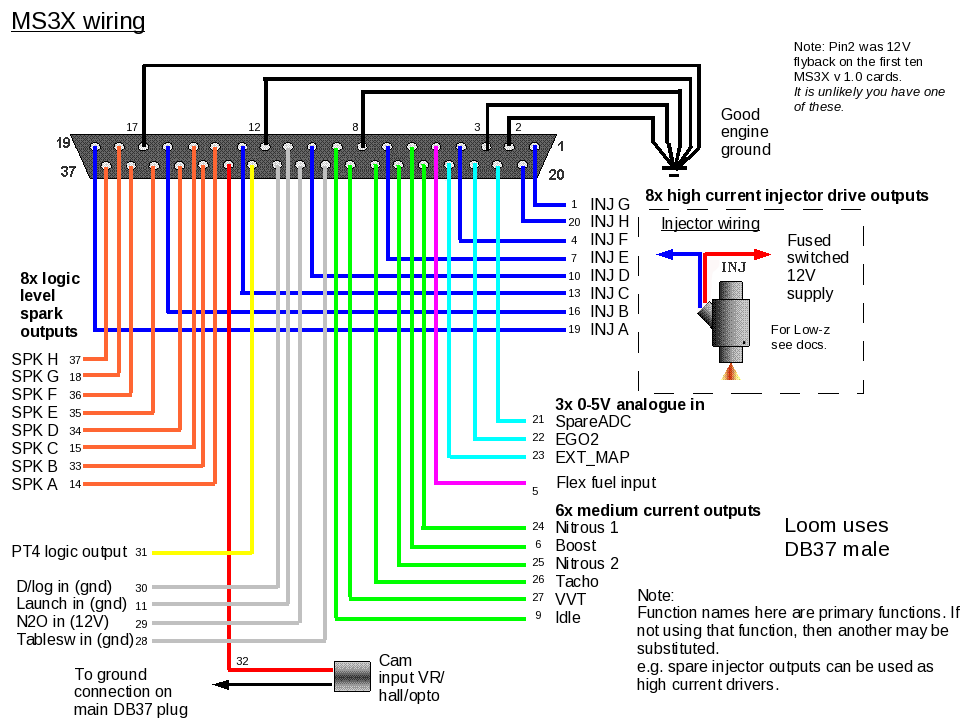 MS3X wiring
Note: Pin2 was 12V
flyback on the first ten
MS3X v 1.0 cards.
It is unlikely you have one
of these.
17
12
8
3
2
Good
engine
ground
19
1
37
20
8x high current injector drive outputs
1 INJ G
20 INJ H
4 INJ F
7 INJ E
10 INJ D
13 INJ C
16 INJ B
19 INJ A
Injector wiring
Fused
switched
12V
supply
INJ
For Low-z
see docs.
8x logic
level
spark
outputs
SPK H 37
SPK G 18
SPK F 36
SPK E 35
SPK D 34
SPK C 15
SPK B 33
SPK A 14
3x 0-5V analogue in
21 SpareADC
22 EGO2
23 EXT_MAP
5 Flex fuel input
6x medium current outputs
24 Nitrous 1
6 Boost
25 Nitrous 2
26 Tacho
27 VVT
9 Idle
Loom uses
DB37 male
PT4 logic output 31
D/log in (gnd) 30
Launch in (gnd) 11
N2O in (12V) 29
Tablesw in (gnd) 28
32
Cam
input VR/
hall/opto
To ground
connection on
main DB37 plug
Note:
Function names here are primary functions. If
not using that function, then another may be
substituted.
e.g. spare injector outputs can be used as
high current drivers.